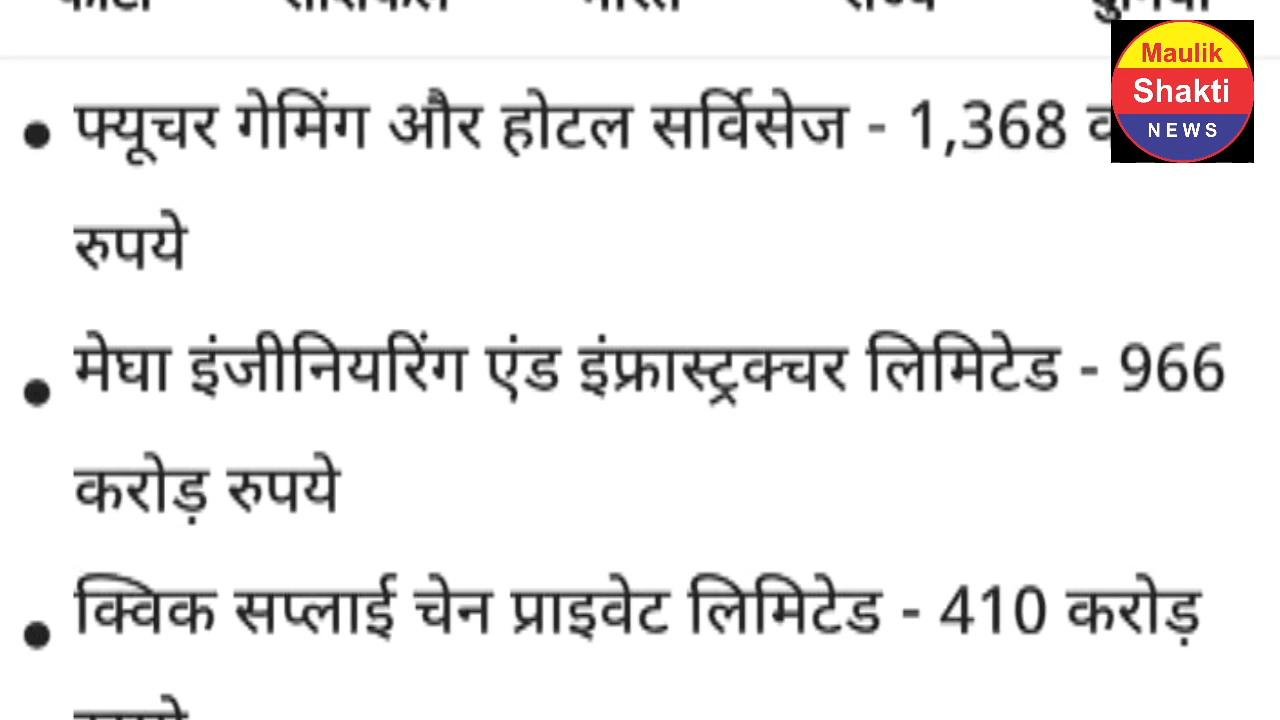 Maulik
Shakti
NEWS
फ्यूचर गेमिंग और होटल सर्विसेज - 1,368
रुपये
मेघा इंजीनियरिंग एंड इंफ्रास्ट्रक्चर लिमिटेड - 966
करोड़ रुपये
क्विक सप्लाई चेन प्राइवेट लिमिटेड - 410 करोड़